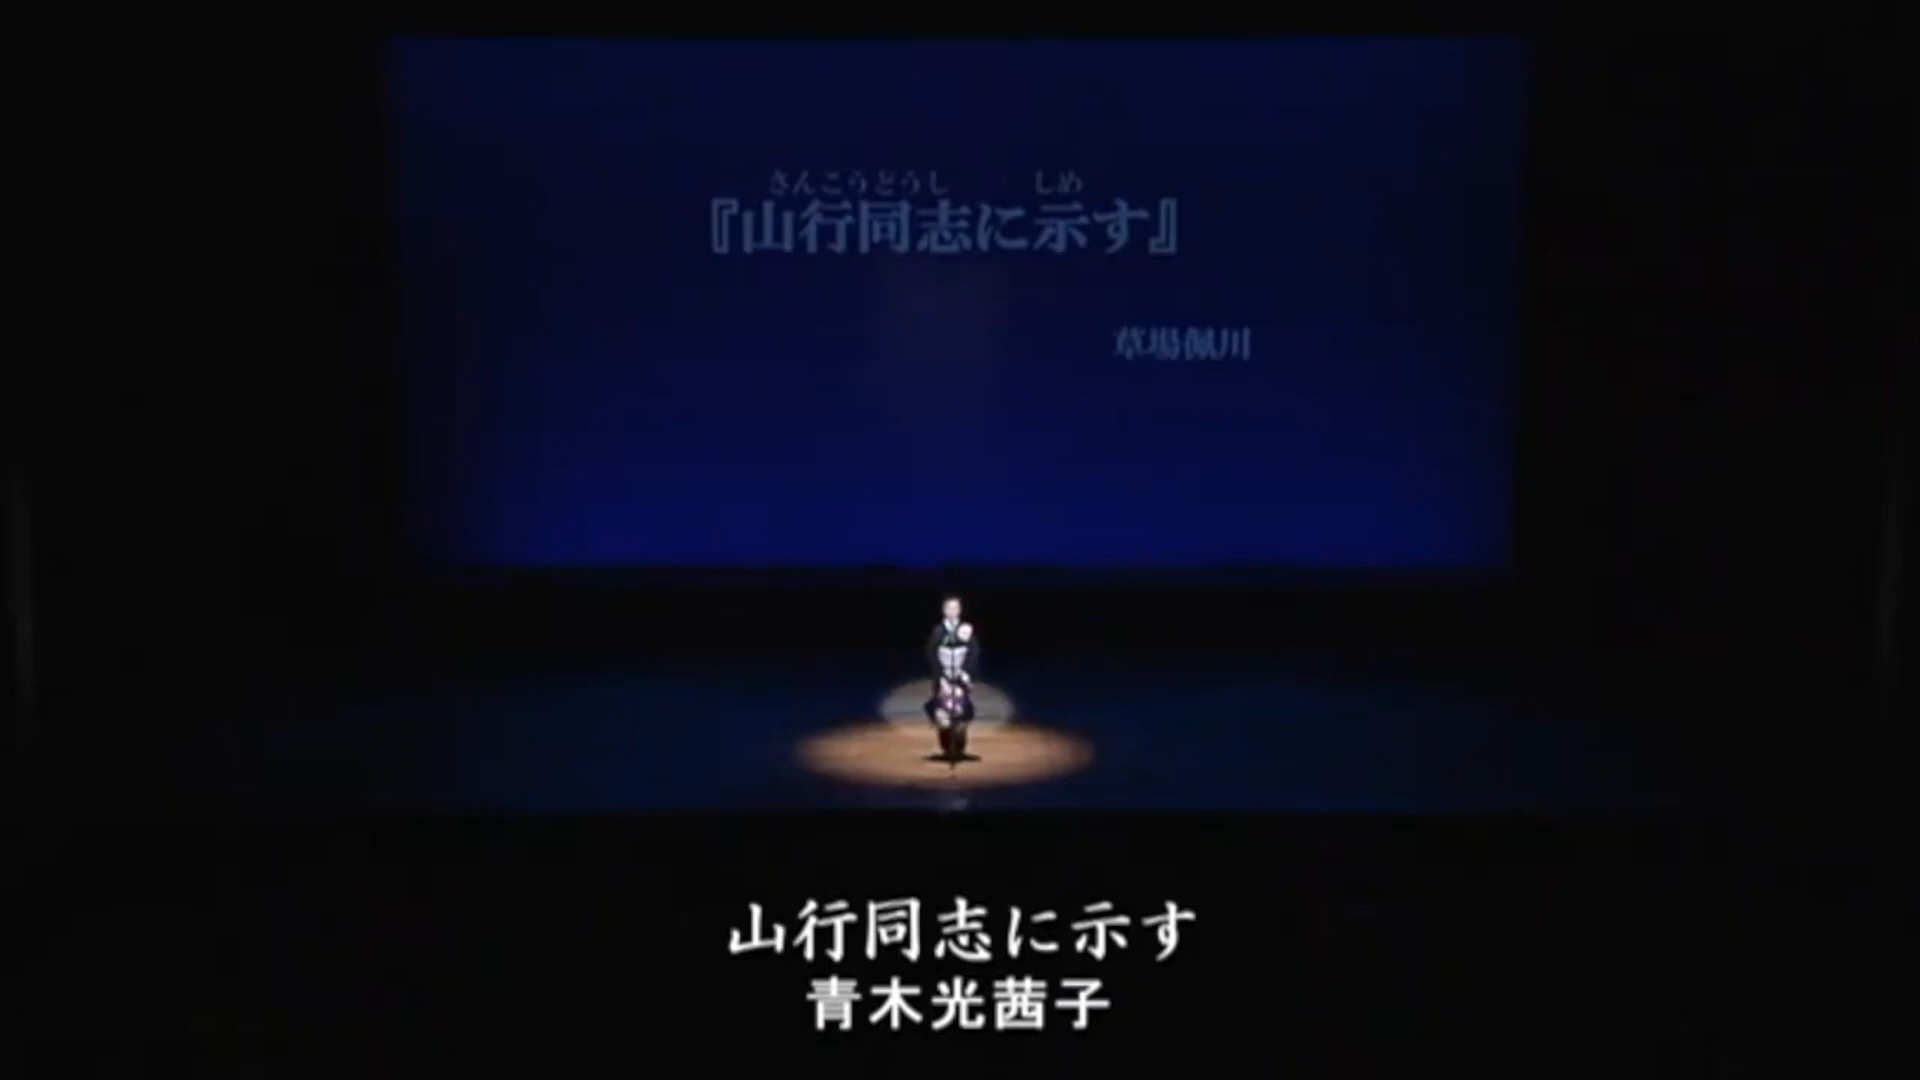 さんこうどうし しめ
『山行同志に示す』
草場佩川
山行同志に示す
青木光茜子